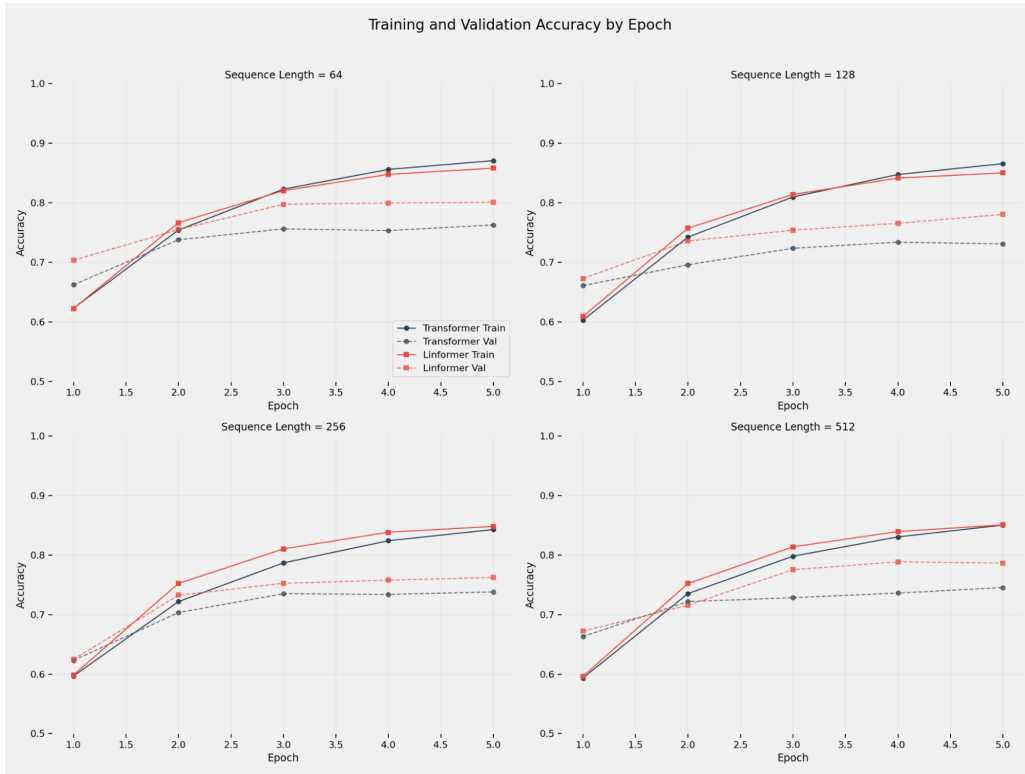 Training and Validation Accuracy by Epoch
Sequence Length = 64
1.0
0.9
0.8
0.7
0.6
0.5
Accuracy
Transformer Train
Transformer Val
Linformer Train
Linformer Val
1.0 1.5 2.0 2.5 3.0 3.5 4.0 4.5 5.0
Epoch
Sequence Length = 128
1.0
0.9
0.8
0.7
0.6
0.5
Accuracy
1.0 1.5 2.0 2.5 3.0 3.5 4.0 4.5 5.0
Epoch
Sequence Length = 256
1.0
0.9
0.8
0.7
0.6
0.5
Accuracy
1.0 1.5 2.0 2.5 3.0 3.5 4.0 4.5 5.0
Epoch
Sequence Length = 512
1.0
0.9
0.8
0.7
0.6
0.5
Accuracy
1.0 1.5 2.0 2.5 3.0 3.5 4.0 4.5 5.0
Epoch